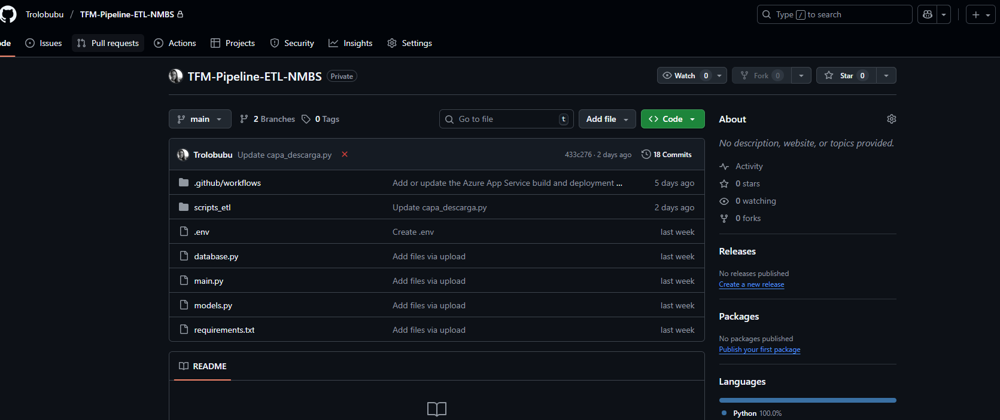 Trolobubu / TFM-Pipeline-ETL-NMBS
Type / to search
de Issues Pull requests Actions Projects Security Insights Settings
TFM-Pipeline-ETL-NMBS Private
Watch 0 Fork 0 Star 0
main 2 Branches 0 Tags
Go to file t Add file Code
About
No description, website, or topics provided.
Trolobubu Update capa_descarga.py 433c276 · 2 days ago 18 Commits
.github/workflows Add or update the Azure App Service build and deployment ... 5 days ago
scripts_etl Update capa_descarga.py 2 days ago
.env Create .env last week
database.py Add files via upload last week
main.py Add files via upload last week
models.py Add files via upload last week
requirements.txt Add files via upload last week
README
Activity
0 stars
0 watching
0 forks
Releases
No releases published
Create a new release
Packages
No packages published
Publish your first package
Languages
Python 100.0%